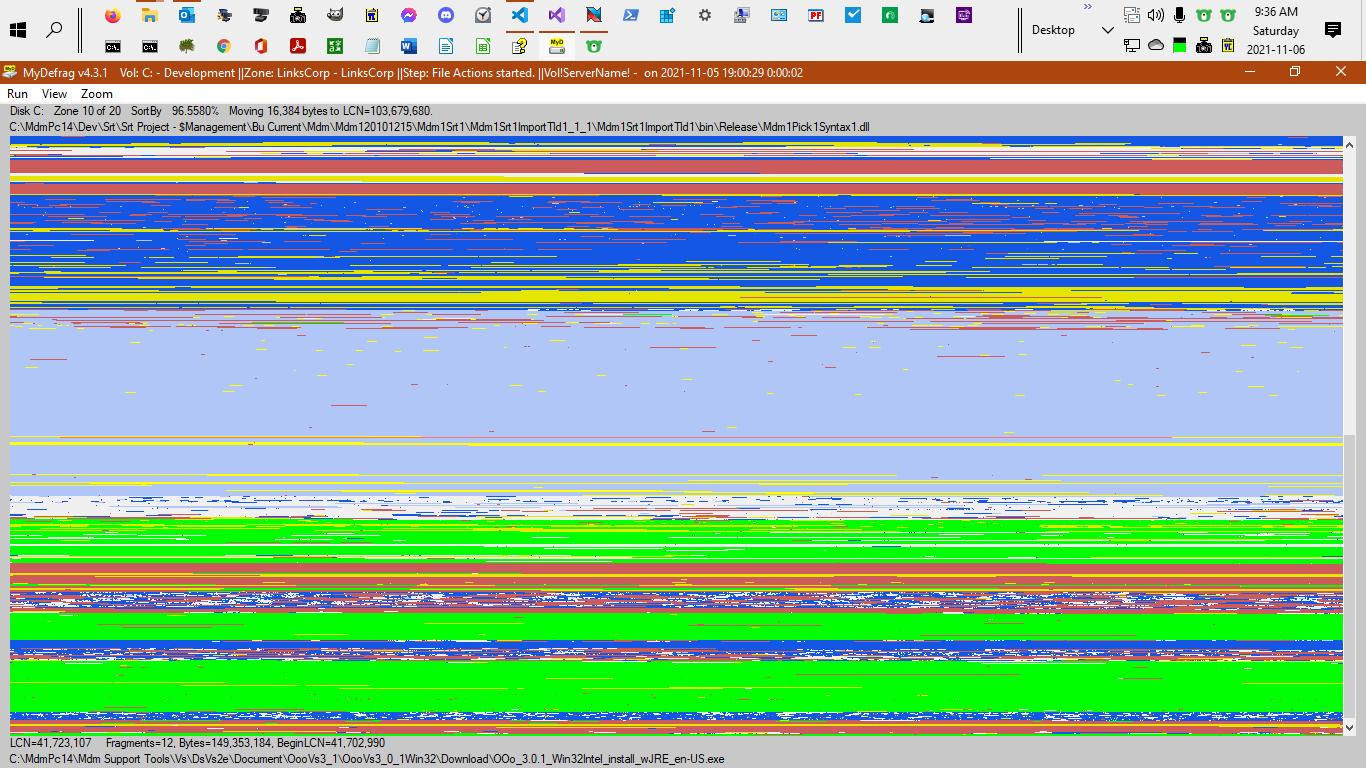 9:36 AM
Desktop
Saturday
2021-11-06
MyDefrag v4.3.1 Vol: C: - Development ||Zone: LinksCorp - LinksCorp ||Step: File Actions started. ||Vol!ServerName! - on 2021-11-05 19:00:29 0:00:02
Run View Zoom
Disk C: Zone 10 of 20 SortBy 96.5580% Moving 16,384 bytes to LCN=103,679,680.
C:\MdmPc14\Dev\Srt\Srt Project - $Management\Bu Current\Mdm\Mdm120101215\Mdm1Srt1\Mdm1Srt1ImportTld1_1_1\Mdm1Srt1ImportTld1\bin\Release\Mdm1Pick1Syntax1.dll
LCN=41,723,107 Fragments=12, Bytes=149,353,184, BeginLCN=41,702,990
C:\MdmPc14\Mdm Support Tools\Vs\DsVs2e\Document\OooVs3_1\OooVs3_0_1Win32\Download\OOo_3.0.1_Win32Intel_install_wJRE_en-US.exe